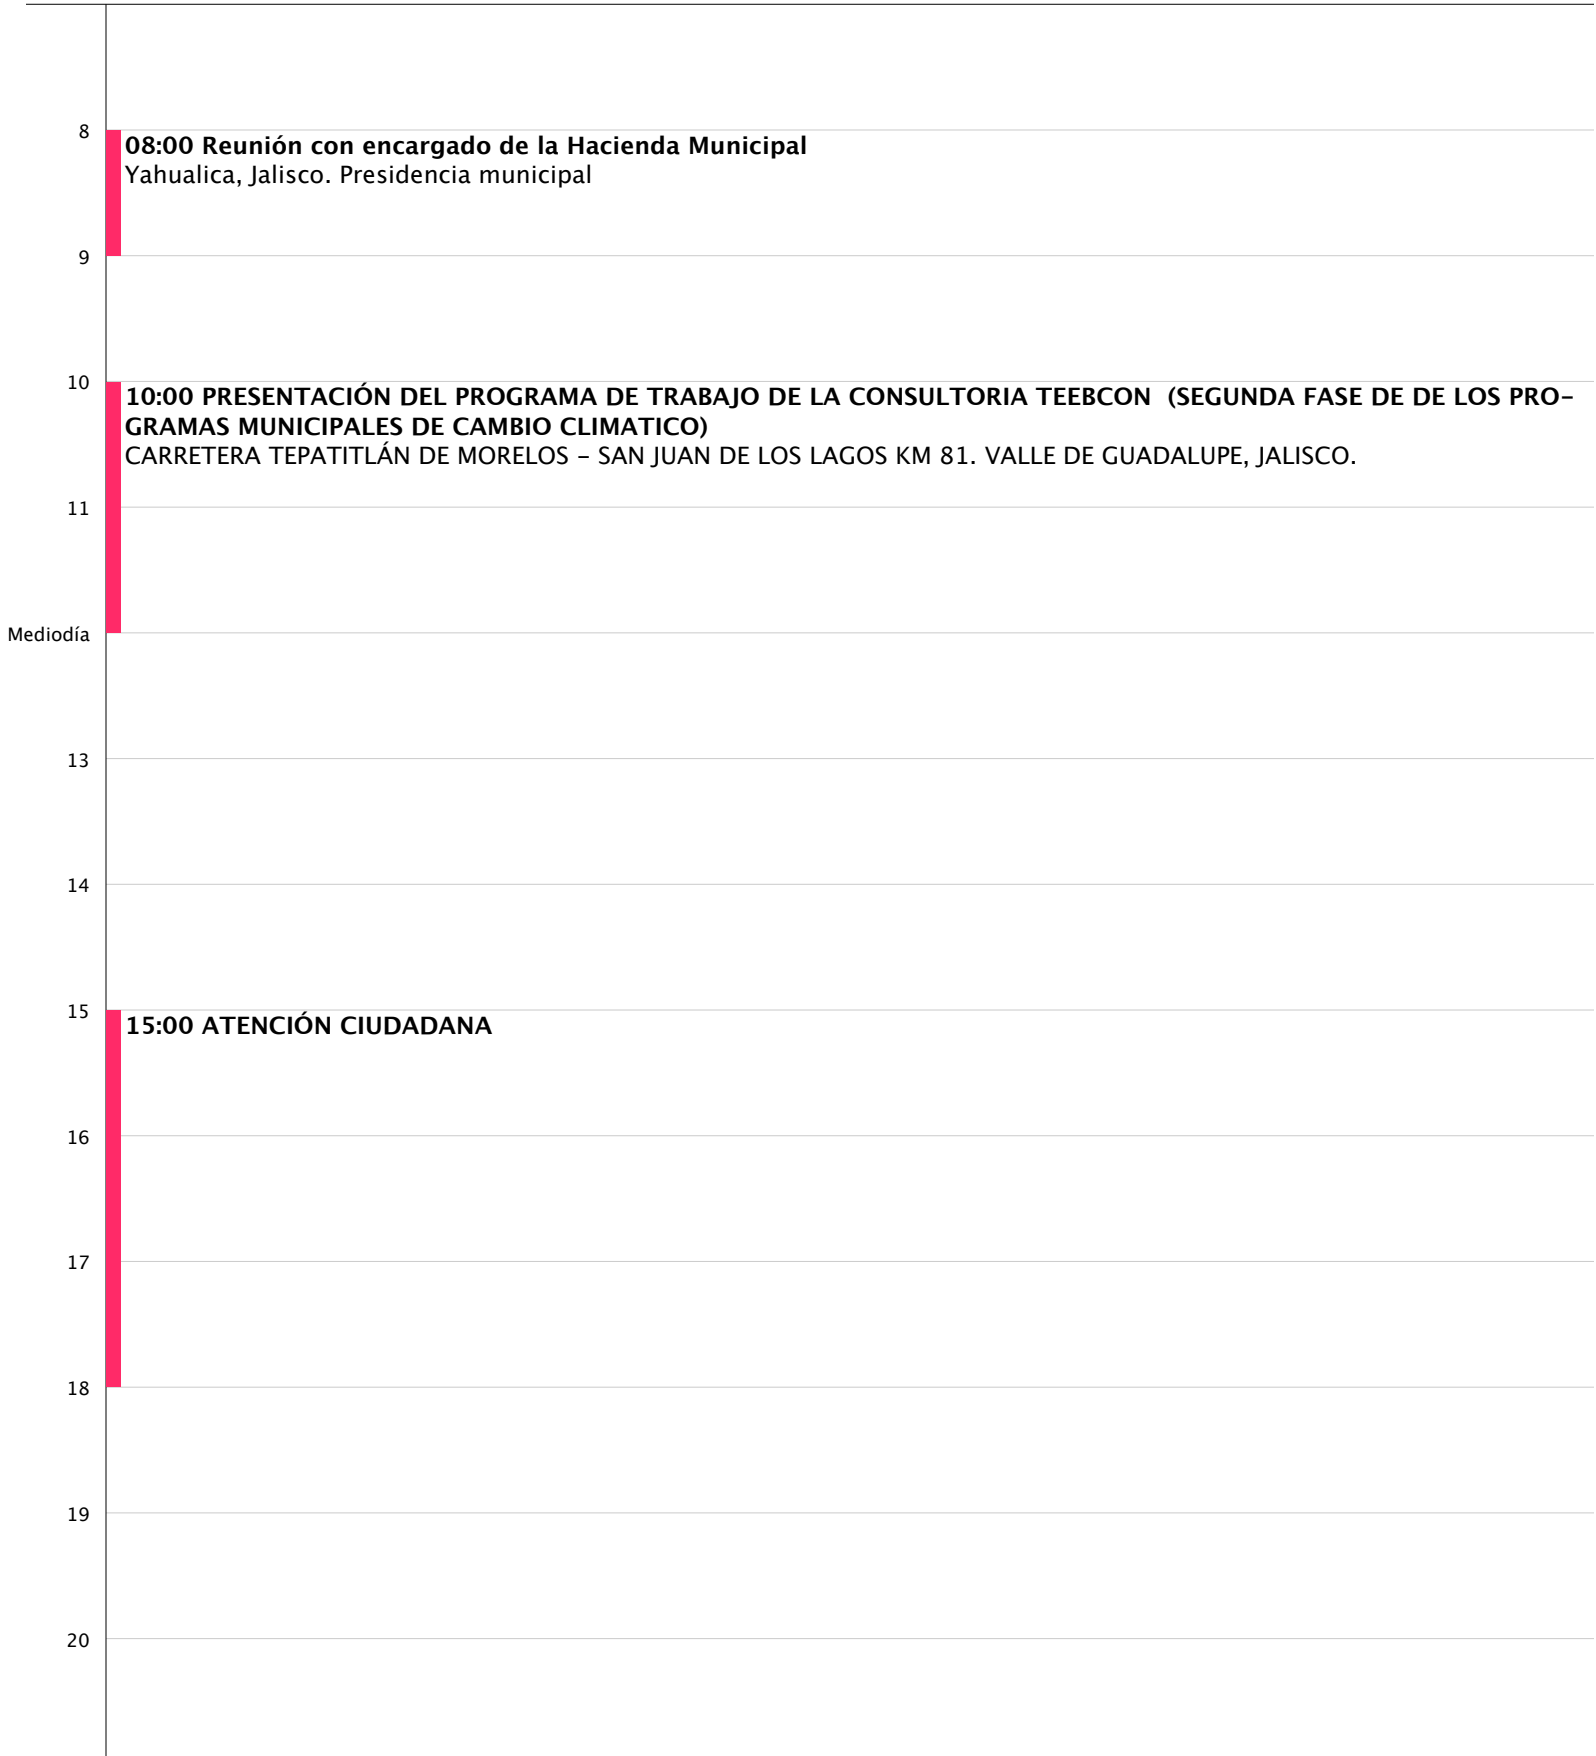 8
08:00 Reunión con encargado de la Hacienda Municipal
Yahualica, Jalisco. Presidencia municipal
9
10
10:00 PRESENTACIÓN DEL PROGRAMA DE TRABAJO DE LA CONSULTORIA TEEBCON  (SEGUNDA FASE DE DE LOS PRO-
GRAMAS MUNICIPALES DE CAMBIO CLIMATICO)
CARRETERA TEPATITLÁN DE MORELOS - SAN JUAN DE LOS LAGOS KM 81. VALLE DE GUADALUPE, JALISCO.
11
Mediodía
13
14
15
15:00 ATENCIÓN CIUDADANA
16
17
18
19
20